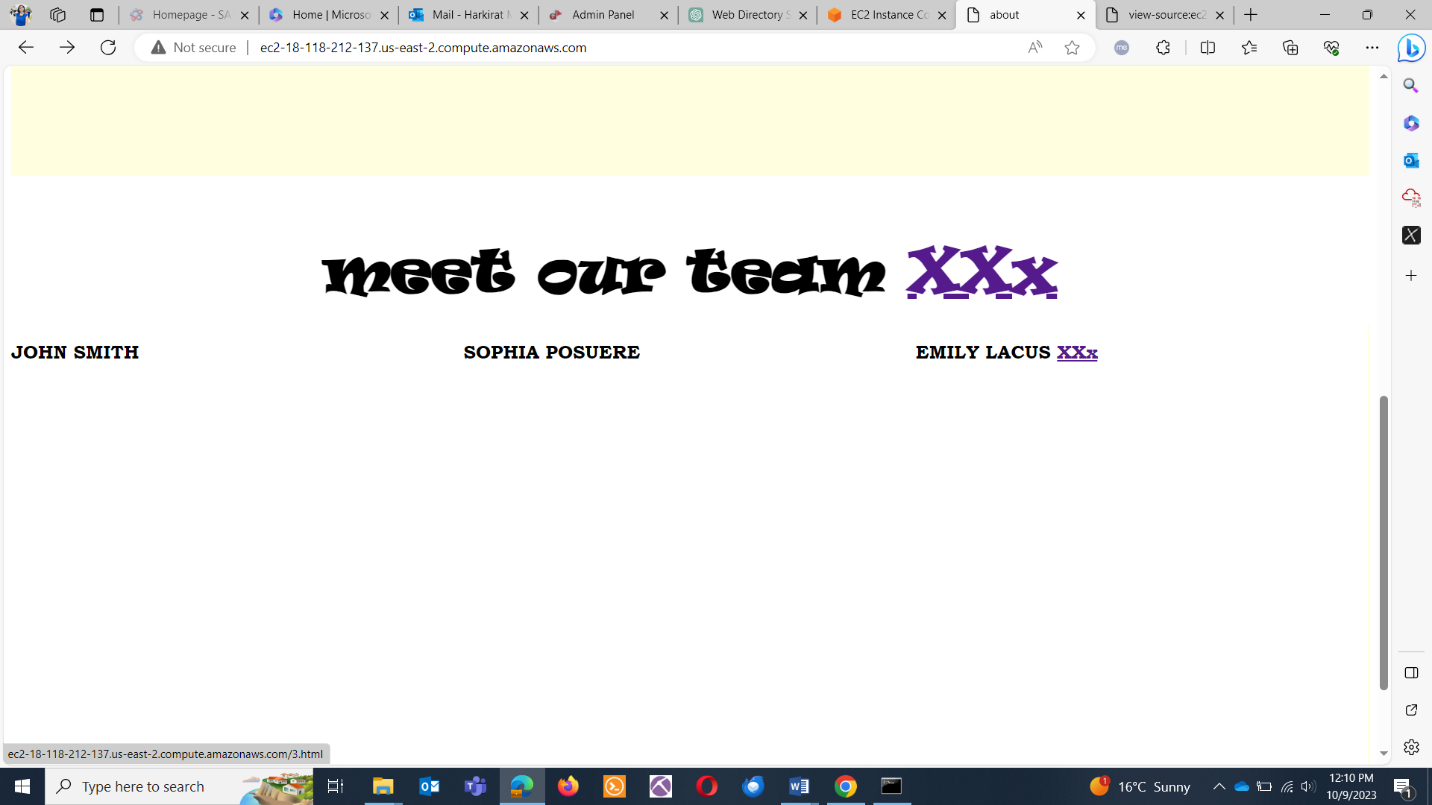 Homepage - SA
Home | Microso
Mail - Harkirat M
Admin Panel
Web Directory S
EC2 Instance Co
about
view-source:ec2
Not secure
ec2-18-118-212-137.us-east-2.compute.amazonaws.com
me
meet our team XXx
JOHN SMITH
SOPHIA POSUERE
EMILY LACUS XXx
ec2-18-118-212-137.us-east-2.compute.amazonaws.com/3.html
Type here to search
1
16°C Sunny
12:10 PM
10/9/2023
1